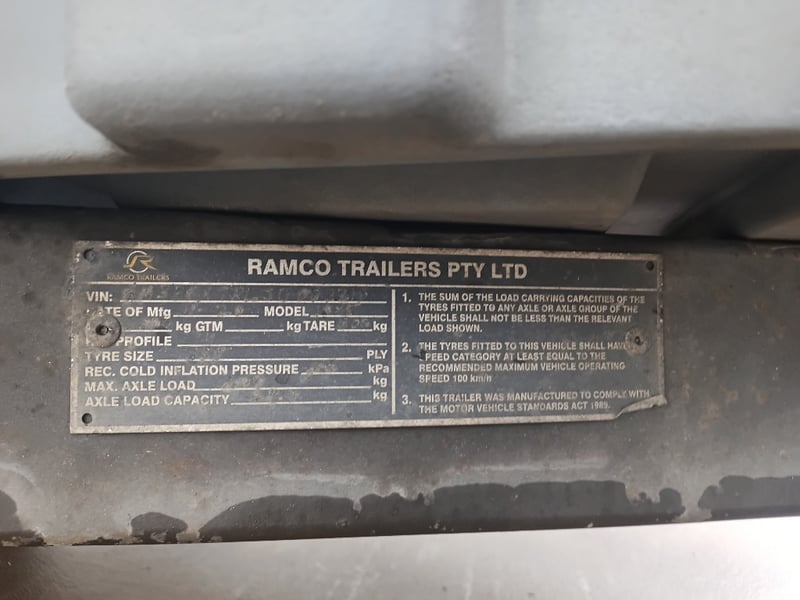 RAMCO TRAILERS
RAMCO TRAILERS PTY LTD
VIN:
DATE OF Mfg MODEL
kg GTM kg TARE kg
PROFILE
TYRE SIZE PLY
REC. COLD INFLATION PRESSURE kPa
MAX. AXLE LOAD kg
AXLE LOAD CAPACITY kg
1. THE SUM OF THE LOAD CARRYING CAPACITIES OF THE
TYRES FITTED TO ANY AXLE OR AXLE GROUP OF THE
VEHICLE SHALL NOT BE LESS THAN THE RELEVANT
LOAD SHOWN.
2. THE TYRES FITTED TO THIS VEHICLE SHALL HAVE
SPEED CATEGORY AT LEAST EQUAL TO THE
RECOMMENDED MAXIMUM VEHICLE OPERATING
SPEED 100 km/h
3. THIS TRAILER WAS MANUFACTURED TO COMPLY WITH
THE MOTOR VEHICLE STANDARDS ACT 1989.